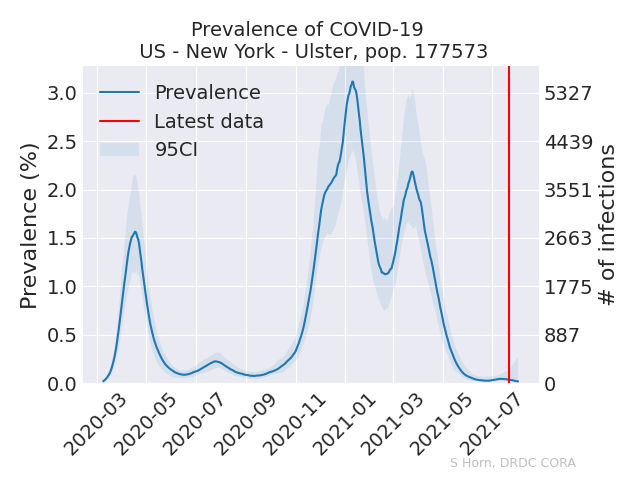 Prevalence of COVID-19
US - New York - Ulster, pop. 177573
Prevalence
Latest data
95CI
Prevalence (%)
3.0
2.5
2.0
1.5
1.0
0.5
0.0
5327
4439
3551
2663
1775
887
0
# of infections
2020-03
2020-05
2020-07
2020-09
2020-11
2021-01
2021-03
2021-05
2021-07
S Horn, DRDC CORA